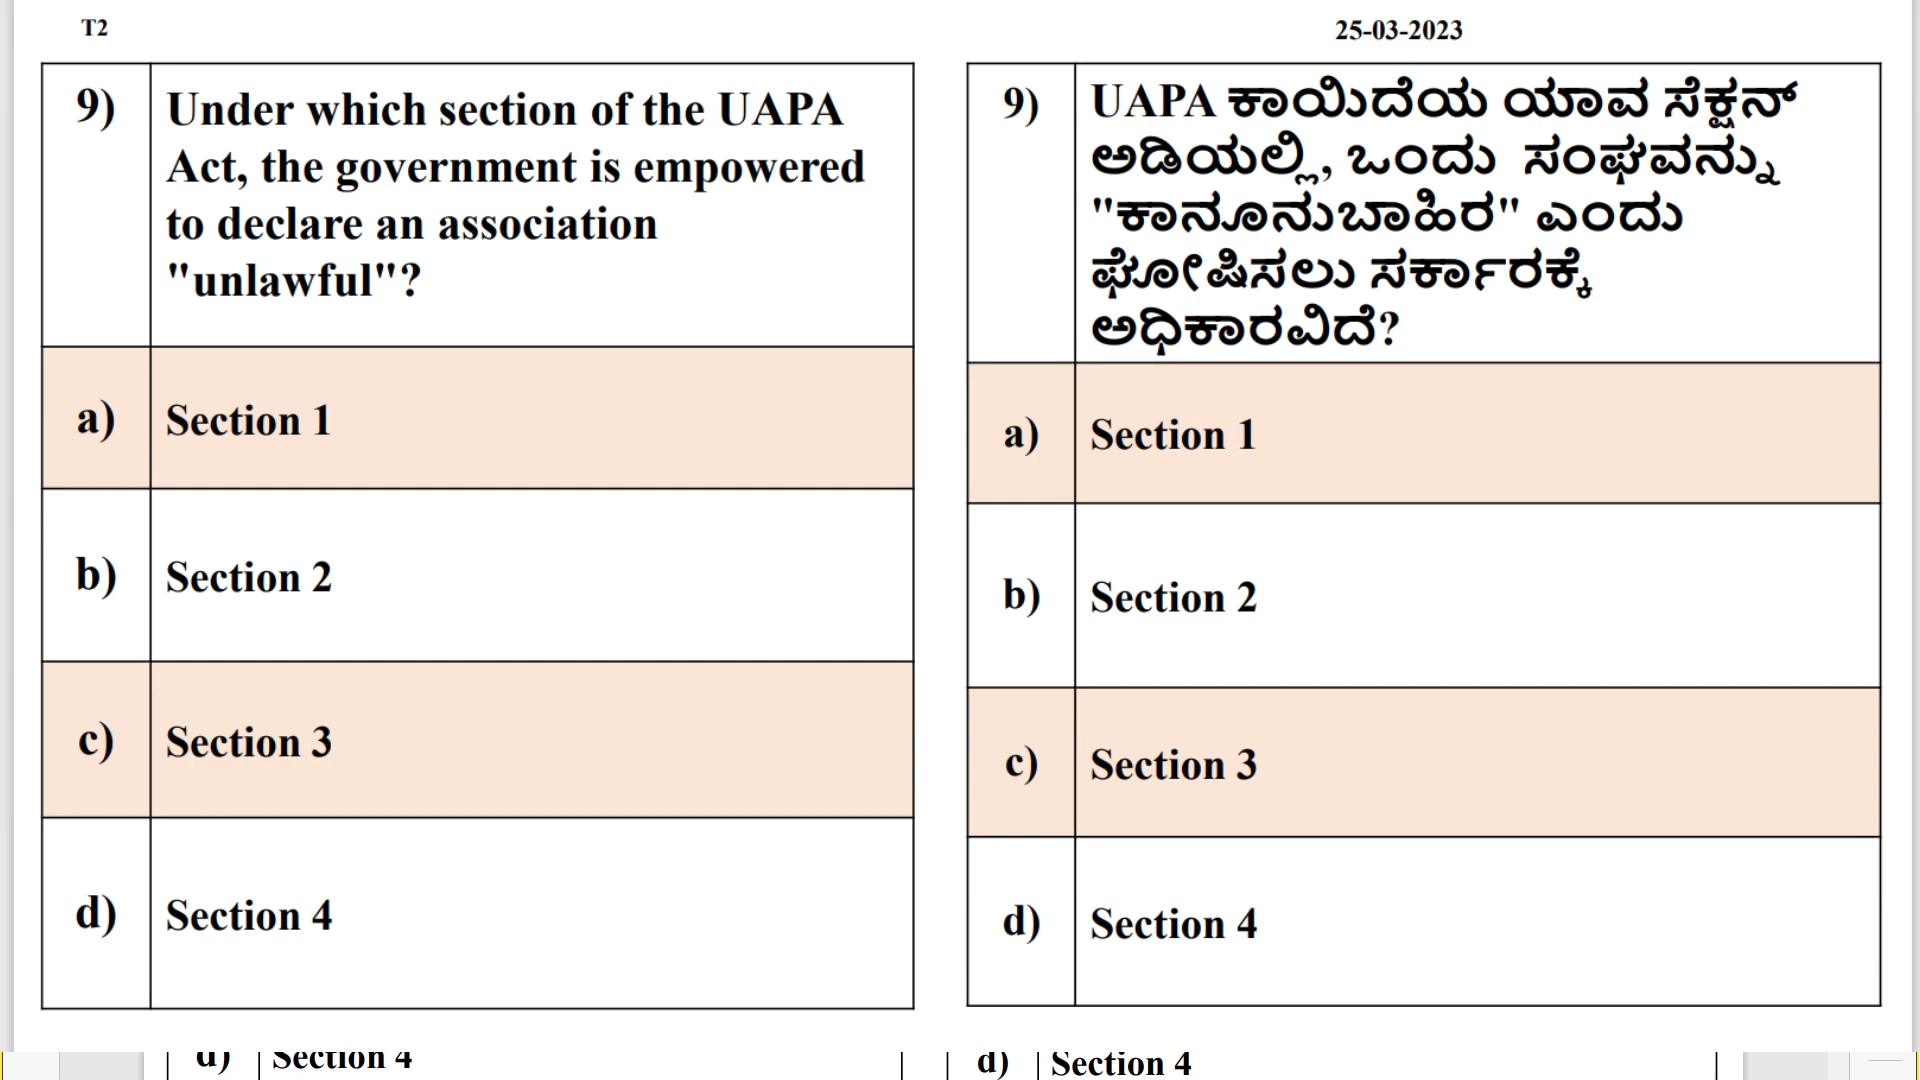 T2
25-03-2023
9) Under which section of the UAPA
Act, the government is empowered
to declare an association
"unlawful"?
a) Section 1
b) Section 2
c) Section 3
d) Section 4
9) UAPA ಕಾಯಿದೆಯ ಯಾವ ಸೆಕ್ಷನ್
ಅಡಿಯಲ್ಲಿ, ಒಂದು ಸಂಘವನ್ನು
"ಕಾನೂನುಬಾಹಿರ" ಎಂದು
ಘೋಷಿಸಲು ಸರ್ಕಾರಕ್ಕೆ
ಅಧಿಕಾರವಿದೆ?
a) Section 1
b) Section 2
c) Section 3
d) Section 4
d) Section 4
d) Section 4